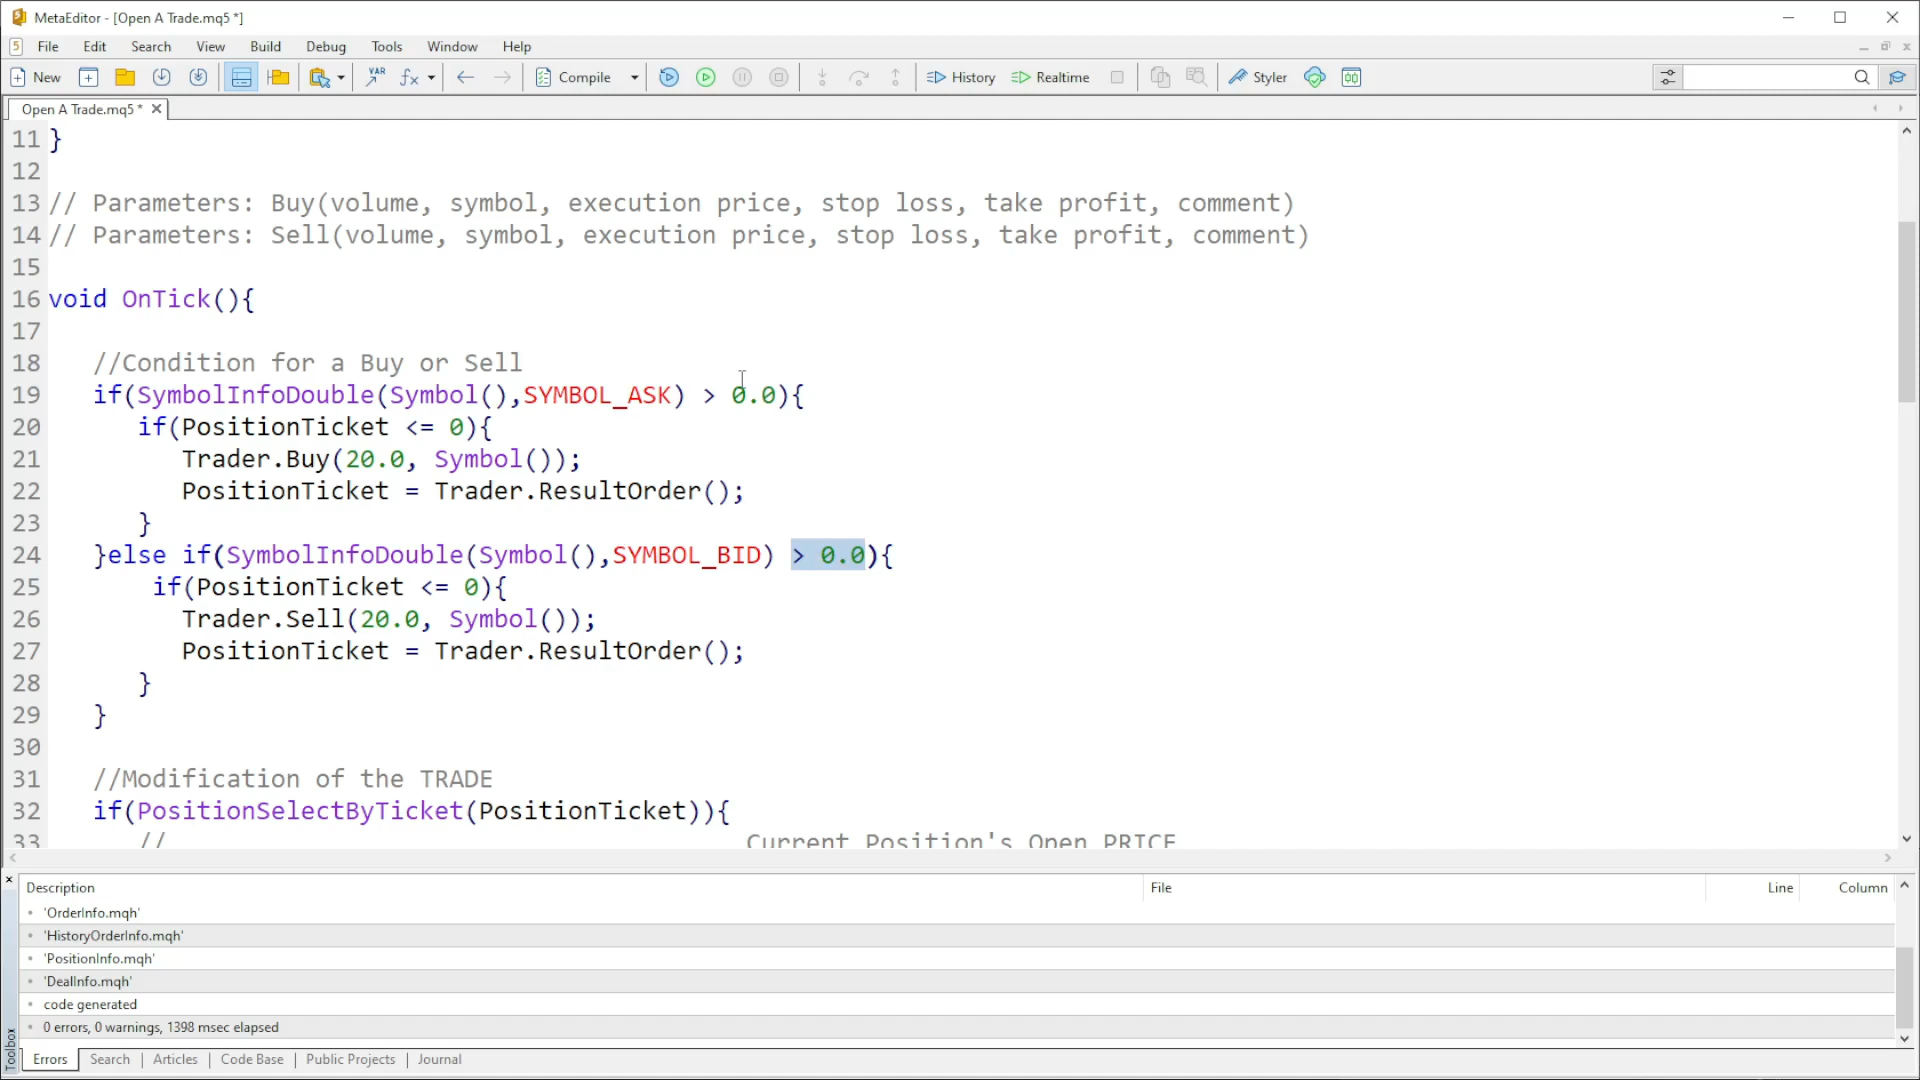 MetaEditor - [Open A Trade.mq5 *]
5 File Edit Search View Build Debug Tools Window Help
New VAR fx Compile History Realtime Styler
Open A Trade.mq5 *
11 }
12
13 // Parameters: Buy(volume, symbol, execution price, stop loss, take profit, comment)
14 // Parameters: Sell(volume, symbol, execution price, stop loss, take profit, comment)
15
16 void OnTick(){
17
18 //Condition for a Buy or Sell
19 if(SymbolInfoDouble(Symbol(),SYMBOL_ASK) > 0.0){
20 if(PositionTicket <= 0){
21 Trader.Buy(20.0, Symbol());
22 PositionTicket = Trader.ResultOrder();
23 }
24 }else if(SymbolInfoDouble(Symbol(),SYMBOL_BID) > 0.0){
25 if(PositionTicket <= 0){
26 Trader.Sell(20.0, Symbol());
27 PositionTicket = Trader.ResultOrder();
28 }
29 }
30
31 //Modification of the TRADE
32 if(PositionSelectByTicket(PositionTicket)){
33 // Current Position's Open PRICE
Description File Line Column
'OrderInfo.mqh'
'HistoryOrderInfo.mqh'
'PositionInfo.mqh'
'DealInfo.mqh'
code generated
0 errors, 0 warnings, 1398 msec elapsed
Toolbox
Errors Search Articles Code Base Public Projects Journal